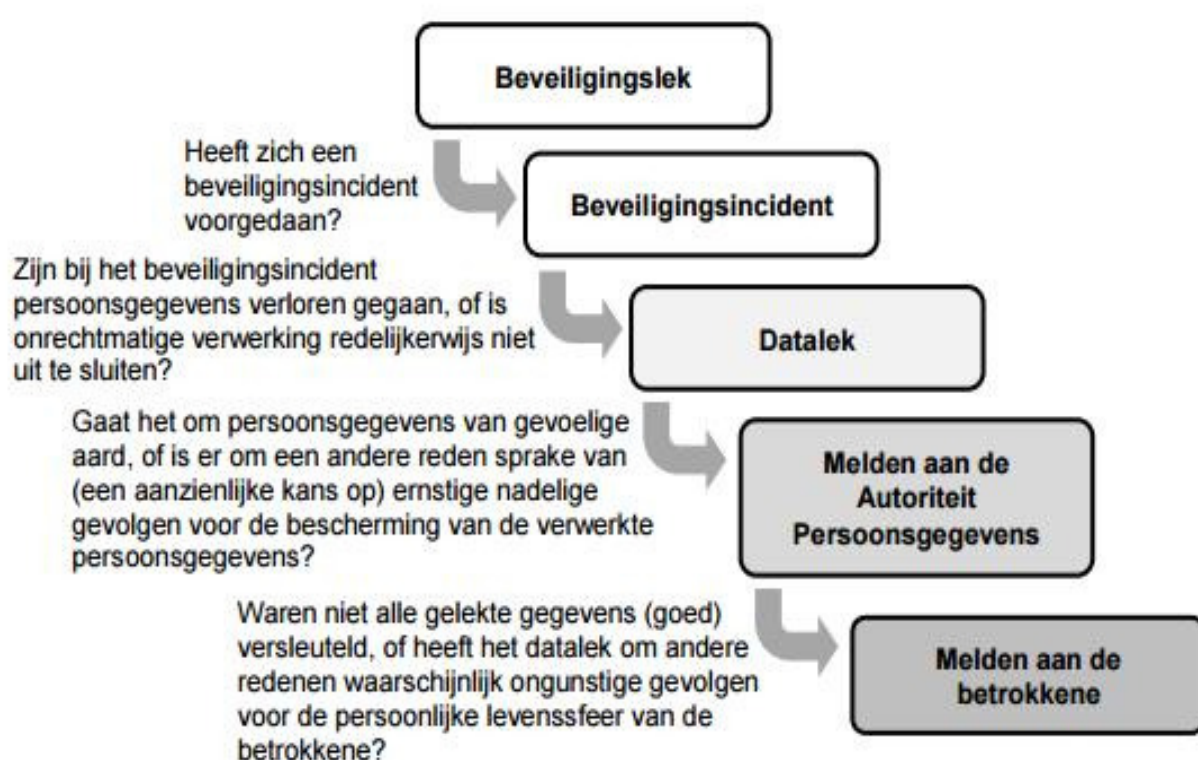 Beveiligingslek
Heeft zich een
beveiligingsincident
voorgedaan?
Beveiligingsincident
Zijn bij het beveiligingsincident
persoonsgegevens verloren gegaan, of is
onrechtmatige verwerking redelijkerwijs niet
uit te sluiten?
Datalek
Gaat het om persoonsgegevens van gevoelige
aard, of is er om een andere reden sprake van
(een aanzienlijke kans op) ernstige nadelige
gevolgen voor de bescherming van de verwerkte
persoonsgegevens?
Melden aan de
Autoriteit
Persoonsgegevens
Waren niet alle gelekte gegevens (goed)
versleuteld, of heeft het datalek om andere
redenen waarschijnlijk ongunstige gevolgen
voor de persoonlijke levenssfeer van de
betrokkene?
Melden aan de
betrokkene